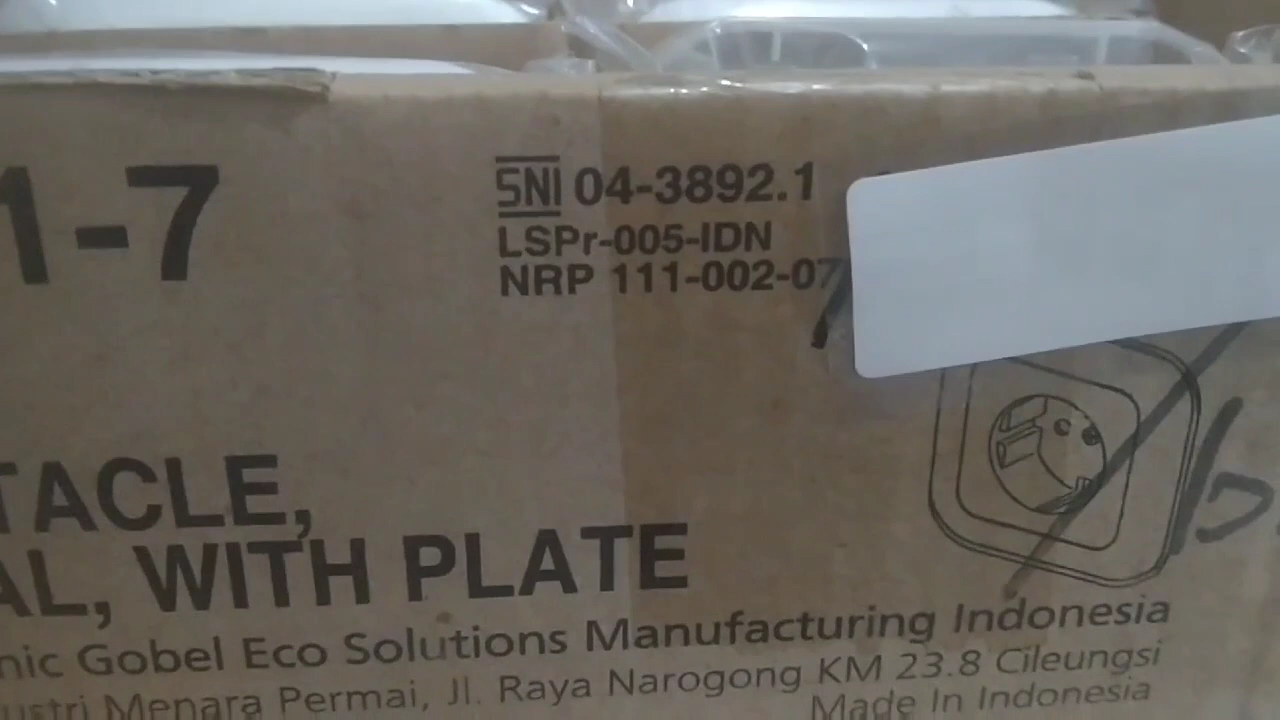 1-7
SNI 04-3892.1
LSPr-005-IDN
NRP 111-002-07
TACLE,
AL, WITH PLATE
nic Gobel Eco Solutions Manufacturing Indonesia
ustri Menara Permai, Jl. Raya Narogong KM 23.8 Cileungsi
Made In Indonesia